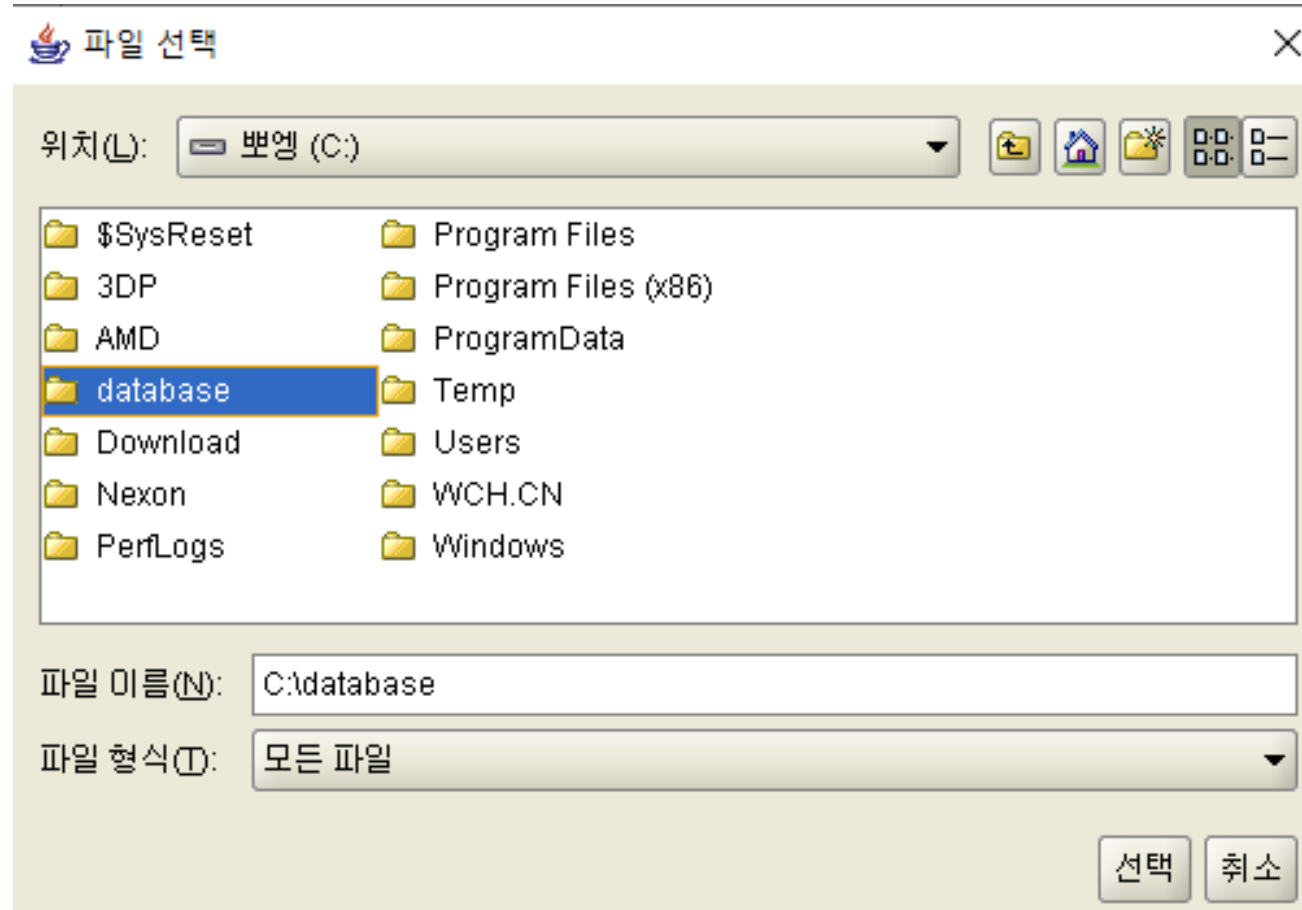 파일 선택
위치(L): 뽀엥 (C:)
$SysReset Program Files
3DP Program Files (x86)
AMD ProgramData
database Temp
Download Users
Nexon WCH.CN
PerfLogs Windows
파일 이름(N): C:\database
파일 형식(T): 모든 파일
선택 취소